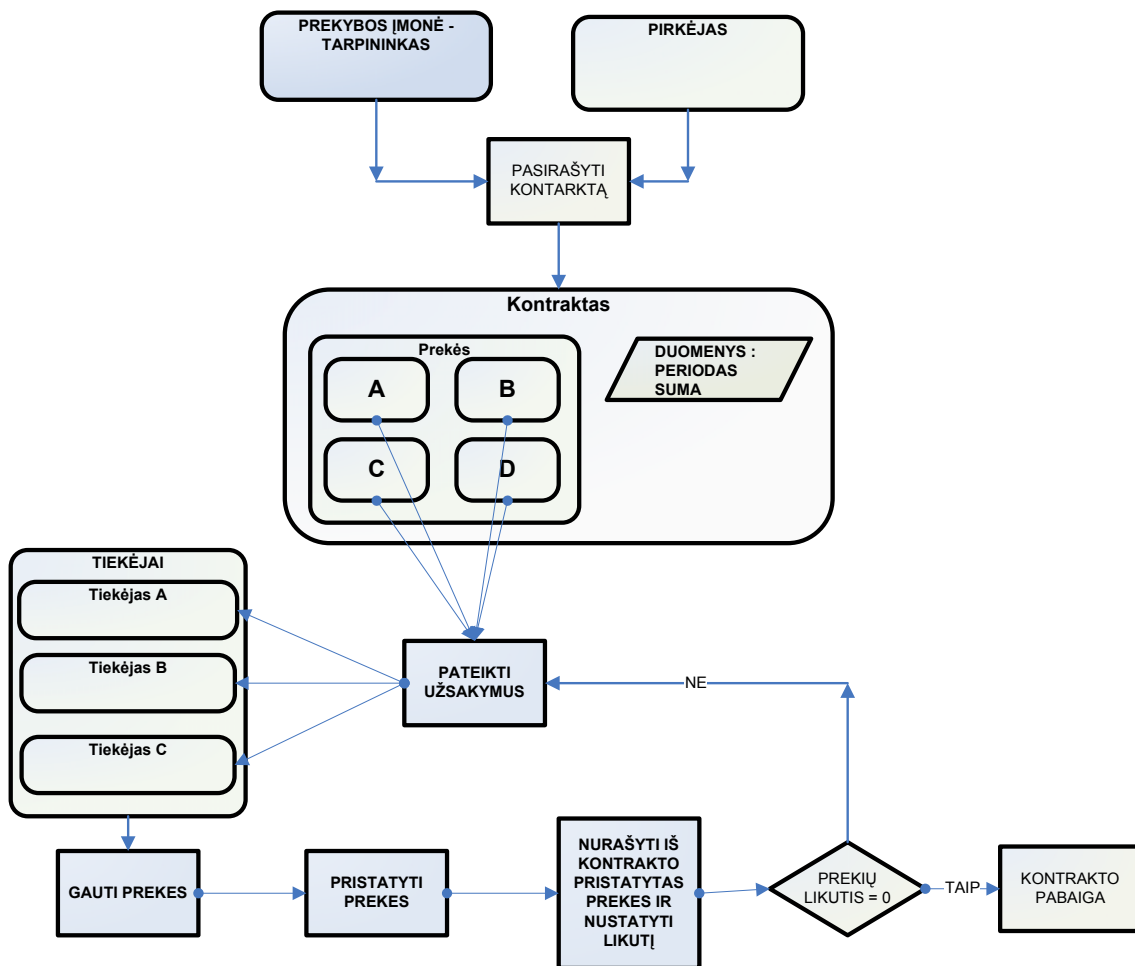 PREKYBOS ĮMONĖ -
TARPININKAS
PIRKĖJAS
PASIRAŠYTI
KONTARKTĄ
Kontraktas
Prekės
A
B
C
D
DUOMENYS :
PERIODAS
SUMA
TIEKĖJAI
Tiekėjas A
Tiekėjas B
Tiekėjas C
PATEIKTI
UŽSAKYMUS
NE
GAUTI PREKES
PRISTATYTI
PREKES
NURAŠYTI IŠ
KONTRAKTO
PRISTATYTAS
PREKES IR
NUSTATYTI
LIKUTĮ
PREKIŲ
LIKUTIS = 0
TAIP
KONTRAKTO
PABAIGA